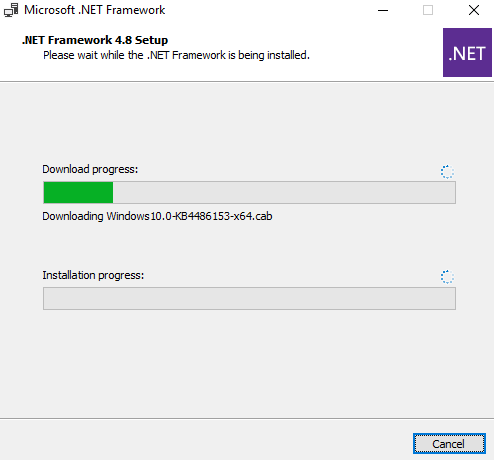 Microsoft .NET Framework
.NET Framework 4.8 Setup
Please wait while the .NET Framework is being installed.
.NET
Download progress:
Downloading Windows10.0-KB4486153-x64.cab
Installation progress:
Cancel